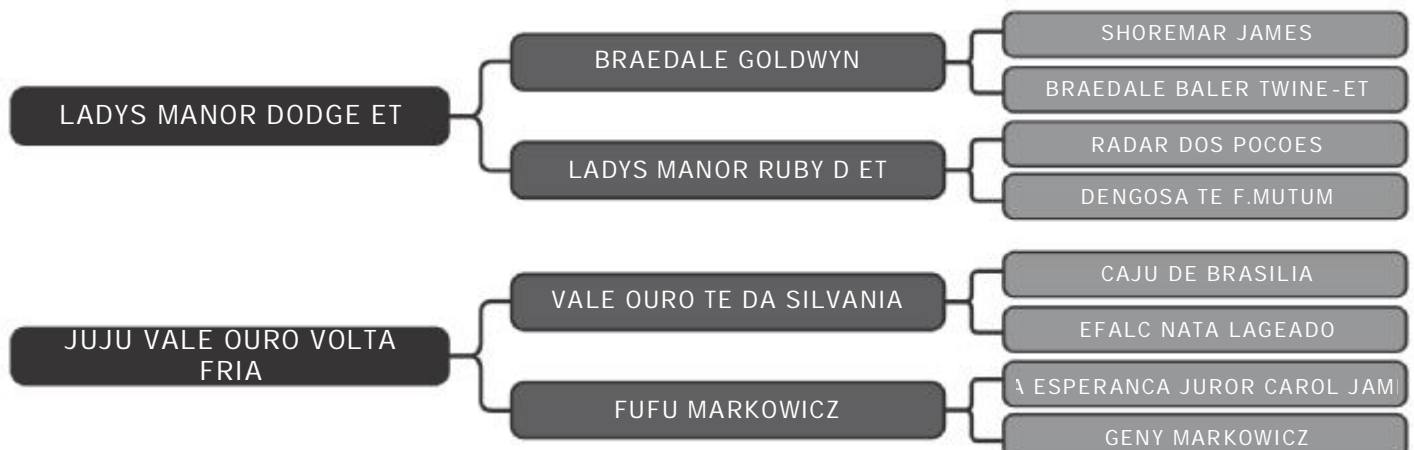 SHOREMAR JAMES
BRAEDALE GOLDWYN
BRAEDALE BALER TWINE-ET
LADYS MANOR DODGE ET
RADAR DOS POCOES
LADYS MANOR RUBY D ET
DENGOSA TE F.MUTUM
CAJU DE BRASILIA
VALE OURO TE DA SILVANIA
EFALC NATA LAGEADO
JUJU VALE OURO VOLTA
FRIA
ESPERANCA JUROR CAROL
FUFU MARKOWICZ
GENY MARKOWICZ